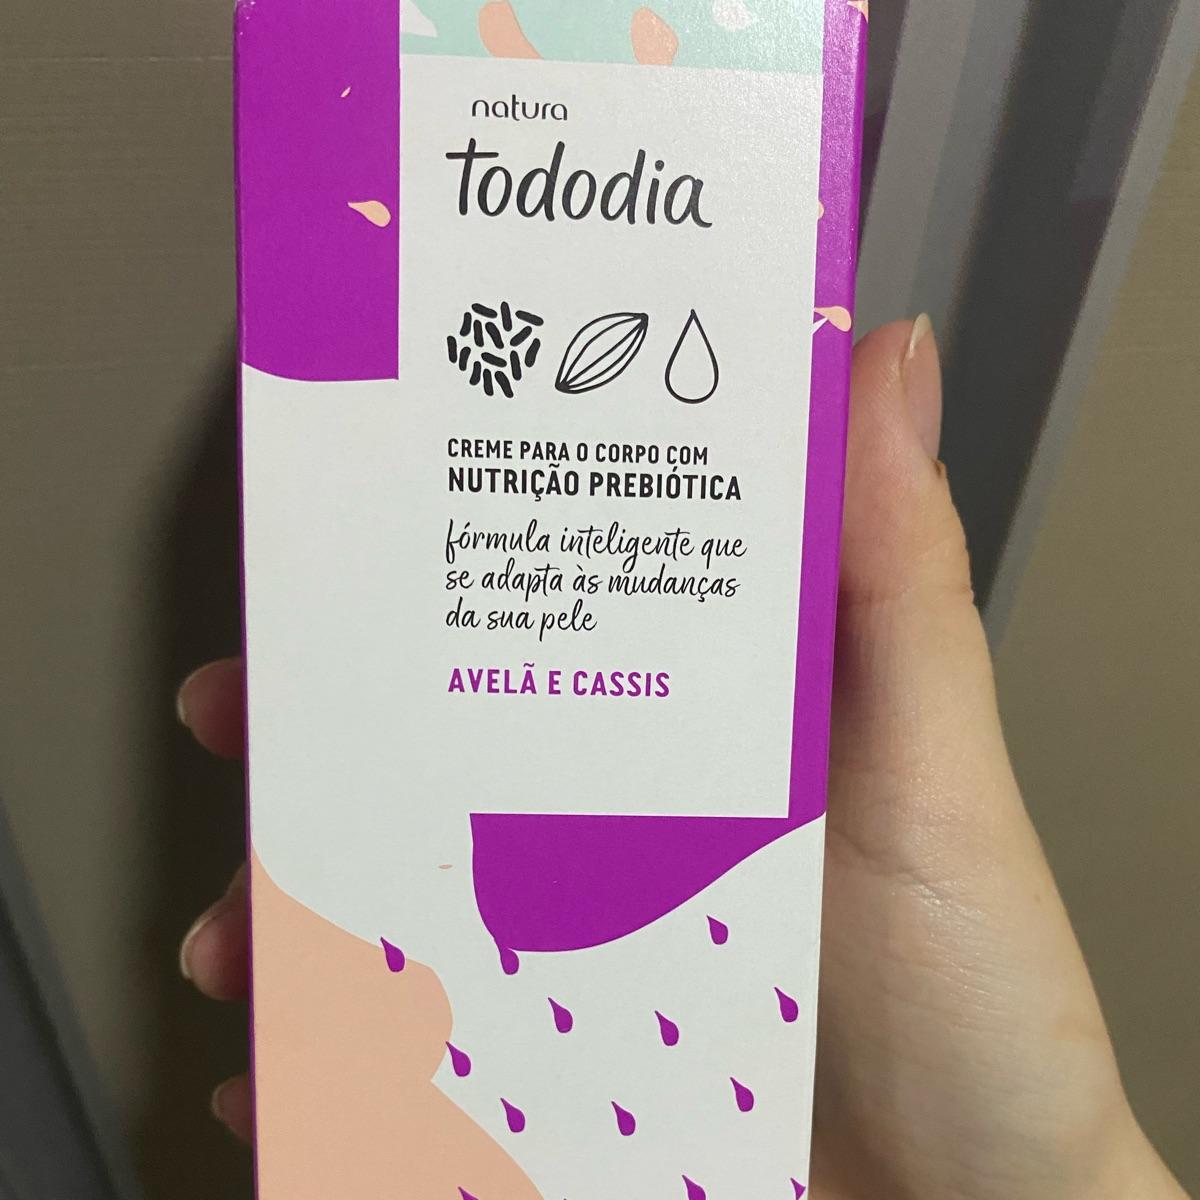 natura
tododia
CREME PARA O CORPO COM
NUTRIÇÃO PREBIÓTICA
fórmula inteligente que
se adapta às mudanças
da sua pele
AVELÃ E CASSIS